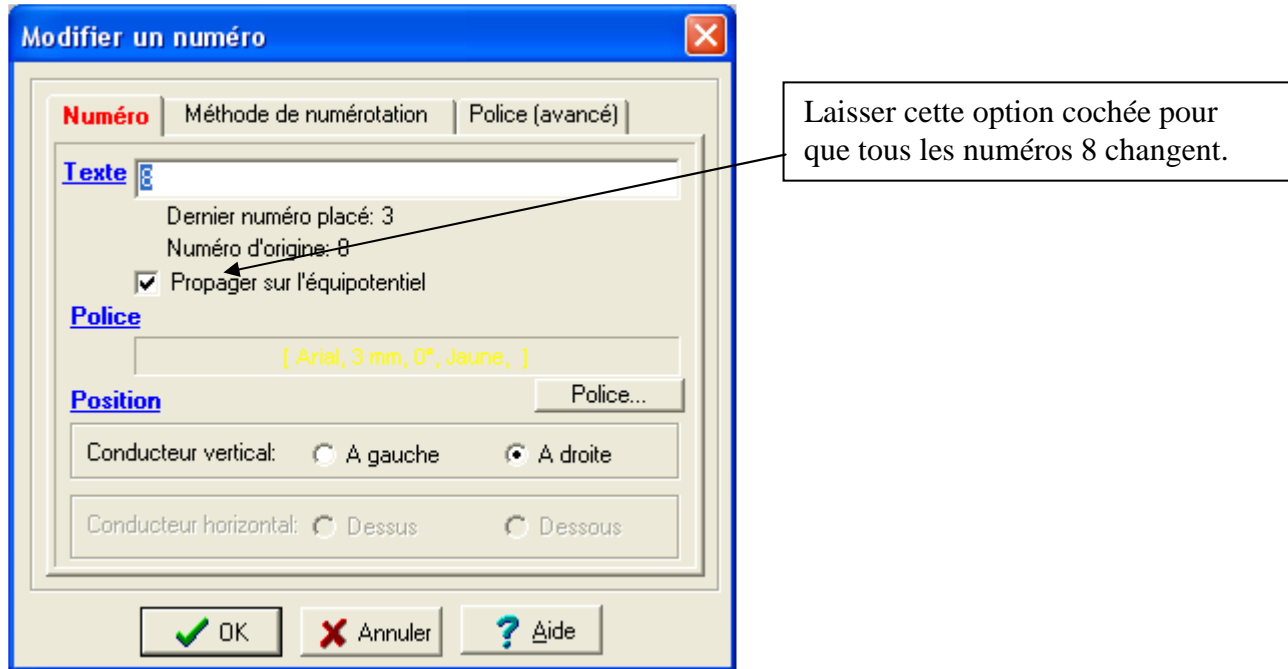 Modifier un numéro
Numéro
Méthode de numérotation
Police (avancé)
Texte 8
Dernier numéro placé: 3
Numéro d'origine: 8
Propager sur l'équipotentiel
Police
[ Arial, 3 mm, 0°, Jaune, ]
Position
Police...
Conducteur vertical: A gauche A droite
Conducteur horizontal: Dessus Dessous
OK
Annuler
Aide
Laisser cette option cochée pour
que tous les numéros 8 changent.